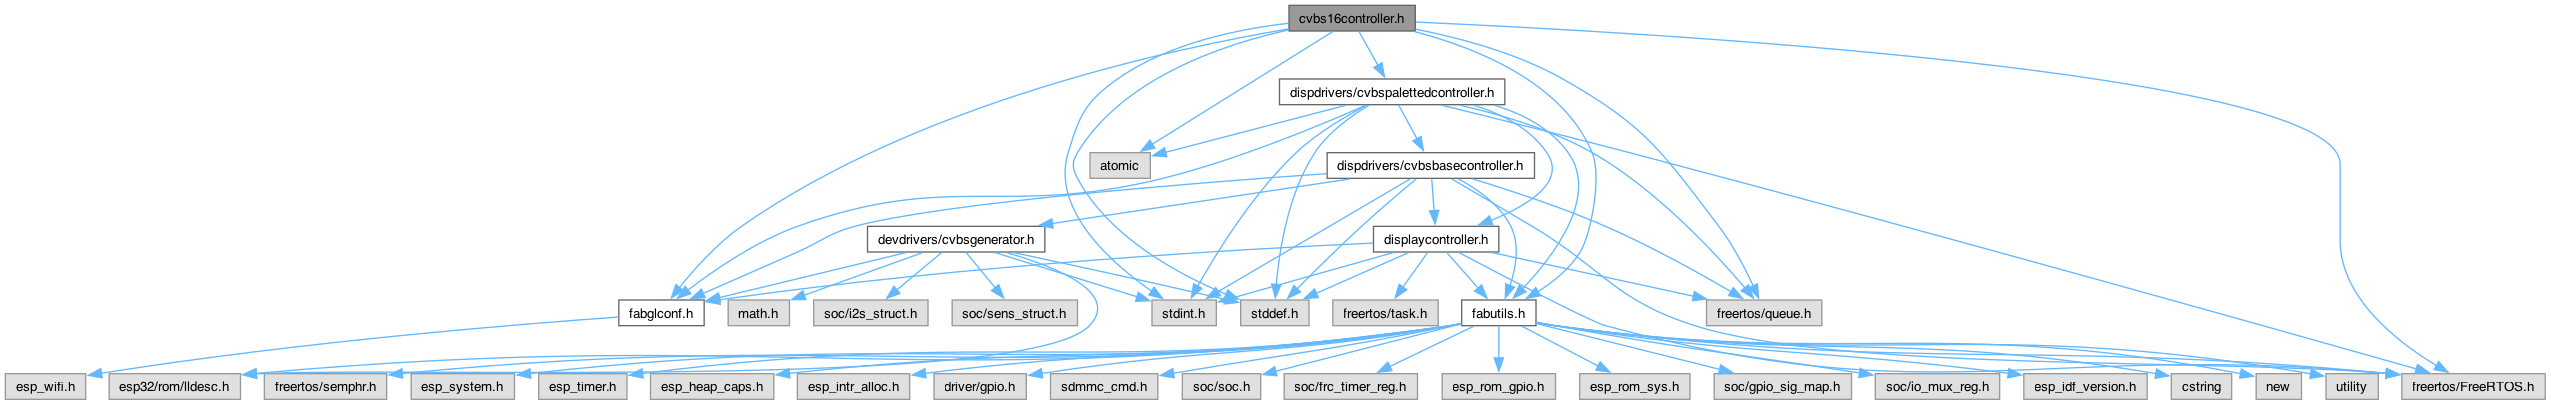 cvbs16controller.h
dispdrivers/cvbspalettedcontroller.h
atomic
dispdrivers/cvbsbasecontroller.h
devdrivers/cvbsgenerator.h
displaycontroller.h
fabglconf.h
math.h
soc/i2s_struct.h
soc/sens_struct.h
stdint.h
stddef.h
freertos/task.h
fabutils.h
freertos/queue.h
esp_wifi.h
esp32/rom/lldesc.h
freertos/semphr.h
esp_system.h
esp_timer.h
esp_heap_caps.h
esp_intr_alloc.h
driver/gpio.h
sdmmc_cmd.h
soc/soc.h
soc/frc_timer_reg.h
esp_rom_gpio.h
esp_rom_sys.h
soc/gpio_sig_map.h
soc/io_mux_reg.h
esp_idf_version.h
cstring
new
utility
freertos/FreeRTOS.h